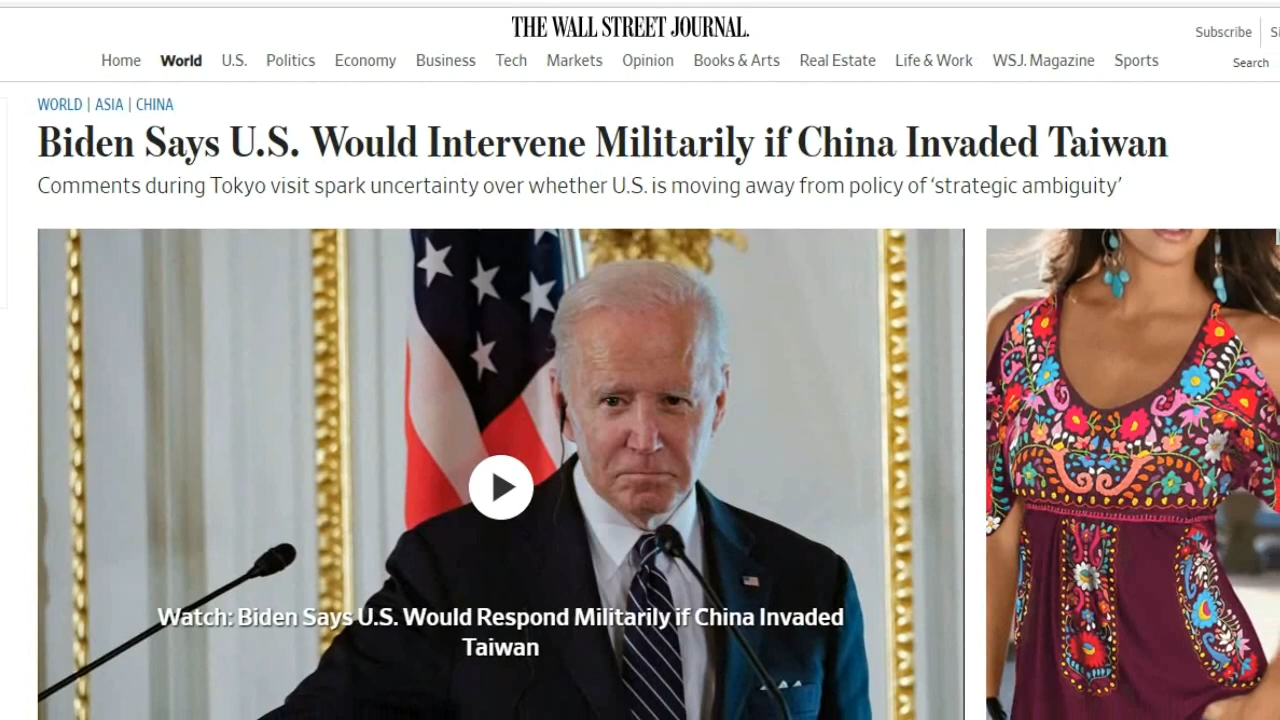 THE WALL STREET JOURNAL.
Subscribe
Home World U.S. Politics Economy Business Tech Markets Opinion Books & Arts Real Estate Life & Work WSJ. Magazine Sports
Search
WORLD | ASIA | CHINA
Biden Says U.S. Would Intervene Militarily if China Invaded Taiwan
Comments during Tokyo visit spark uncertainty over whether U.S. is moving away from policy of ‘strategic ambiguity’
Watch: Biden Says U.S. Would Respond Militarily if China Invaded
Taiwan